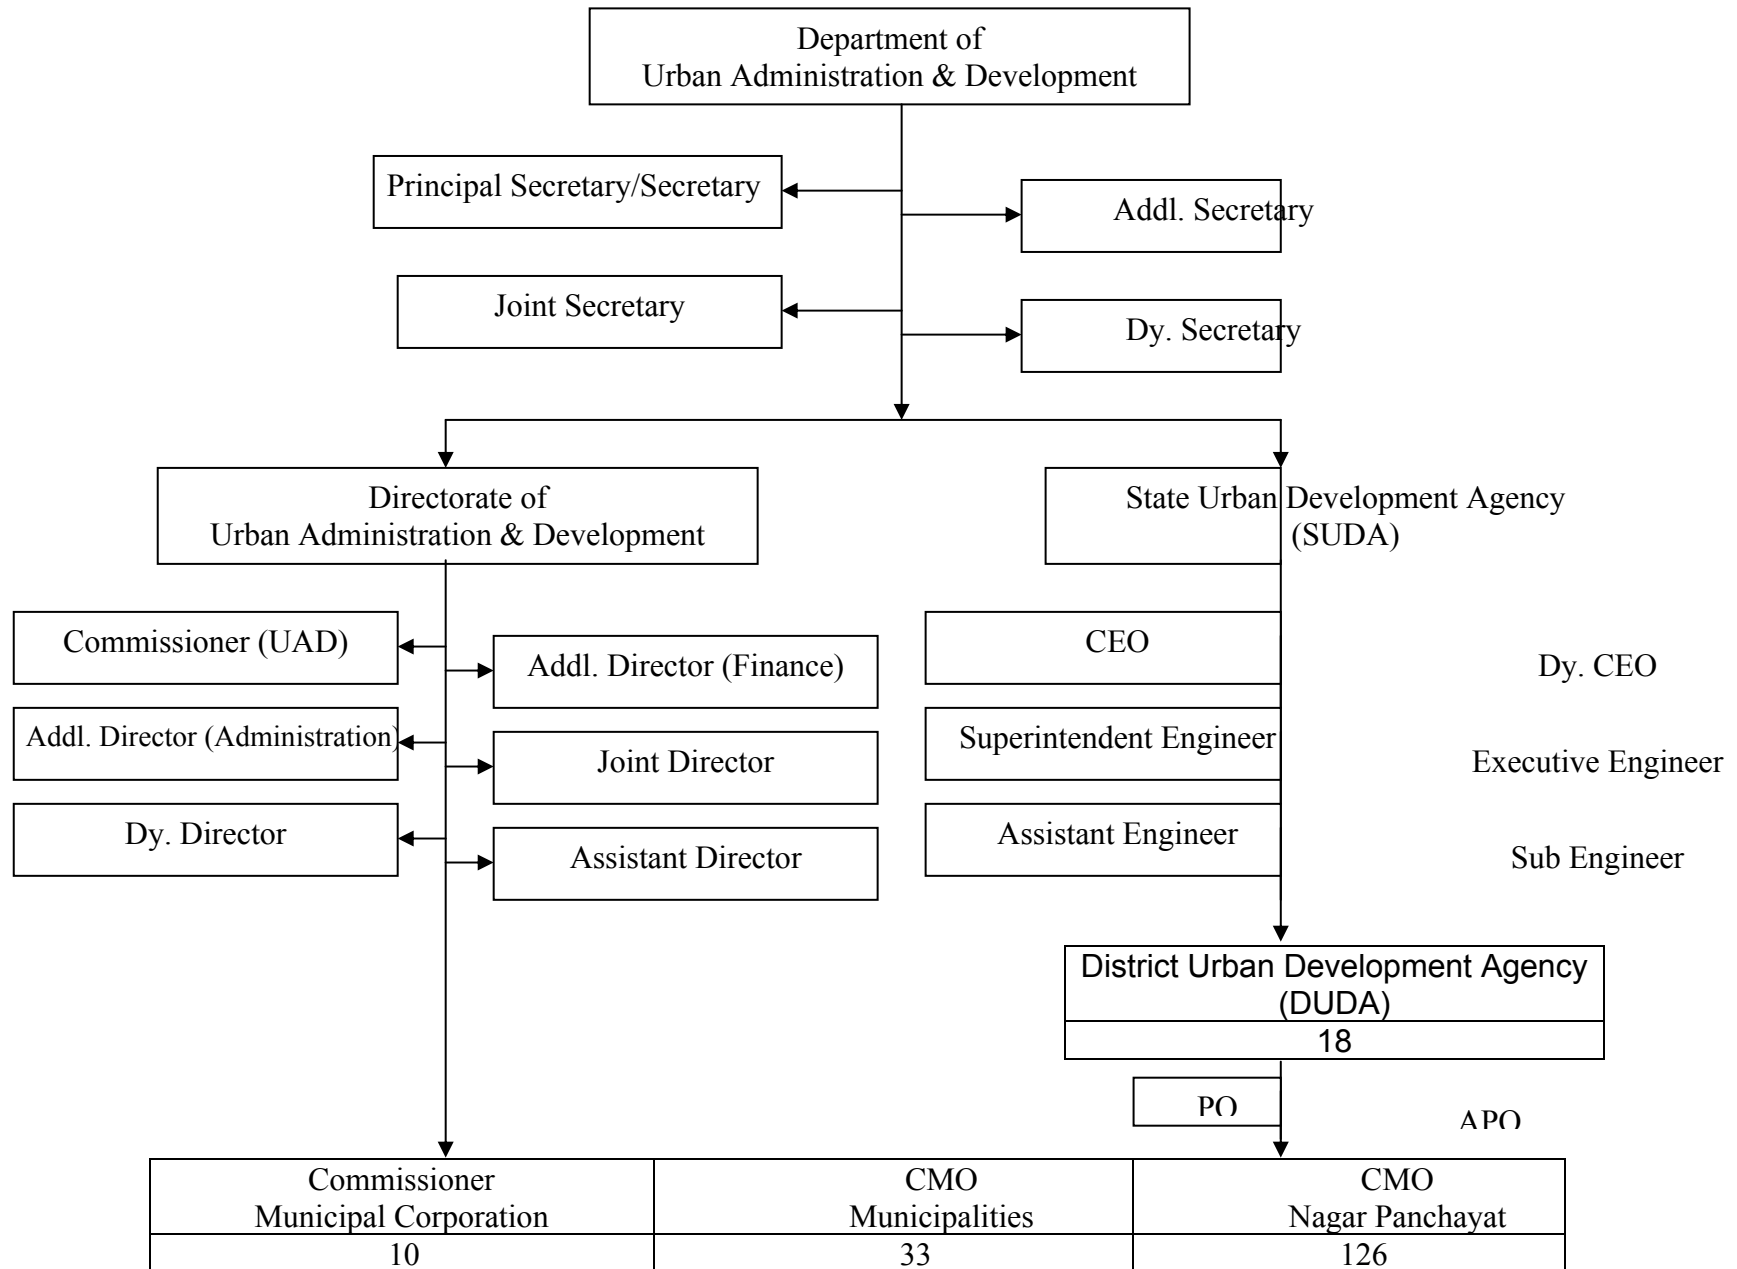 Department of
Urban Administration & Development
Principal Secretary/Secretary
Addl. Secretary
Joint Secretary
Dy. Secretary
Directorate of
Urban Administration & Development
State Urban Development Agency
(SUDA)
Commissioner (UAD)
Addl. Director (Finance)
CEO
Dy. CEO
Addl. Director (Administration)
Joint Director
Superintendent Engineer
Executive Engineer
Dy. Director
Assistant Director
Assistant Engineer
Sub Engineer
District Urban Development Agency
(DUDA)
18
PO
APO
Commissioner
Municipal Corporation
CMO
Municipalities
CMO
Nagar Panchayat
10
33
126